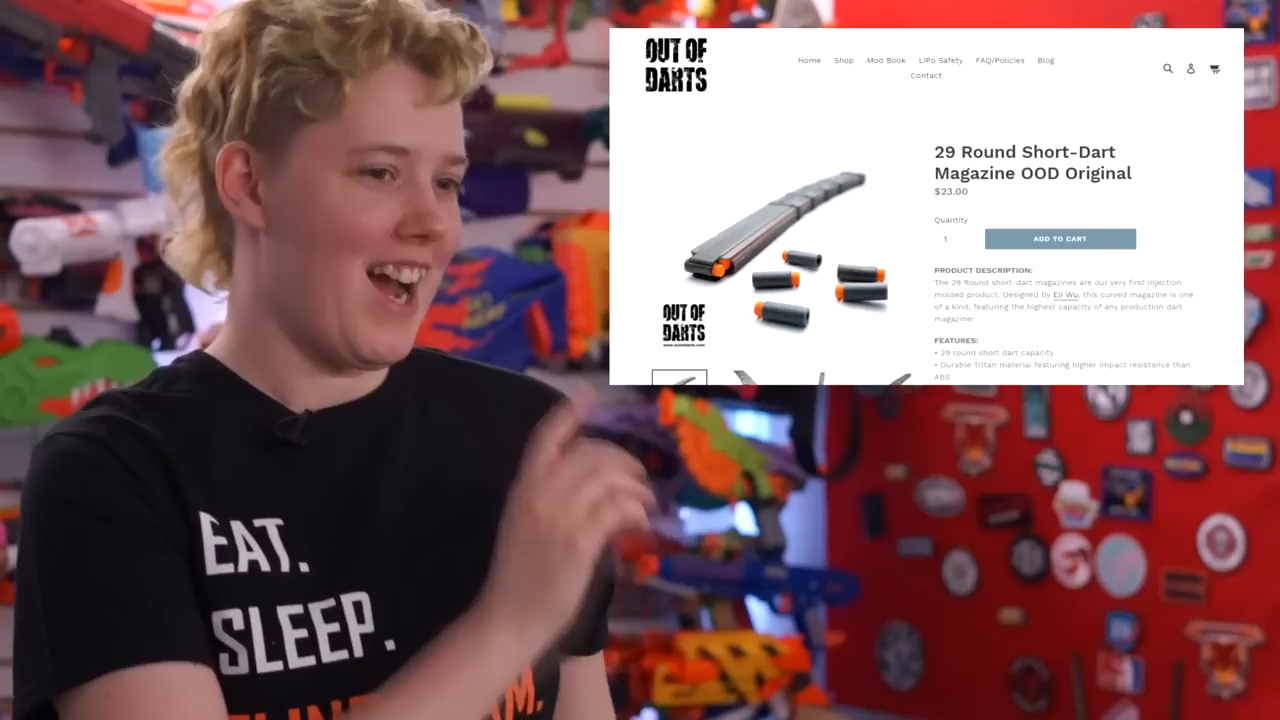 OUT OF
DARTS
Home Shop Mod Book LiPo Safety FAQ/Policies Blog
Contact
29 Round Short-Dart
Magazine OOD Original
$23.00
Quantity
1 ADD TO CART
PRODUCT DESCRIPTION:
The 29 Round short-dart magazines are our very first injection
molded product. Designed by Eli Wu, this curved magazine is one
of a kind, featuring the highest capacity of any production dart
magazine!
FEATURES:
• 29 round short dart capacity
• Durable Tritan material featuring higher impact resistance than
ABS
OUT OF
DARTS
www.outofdarts.com
EAT.
SLEEP.